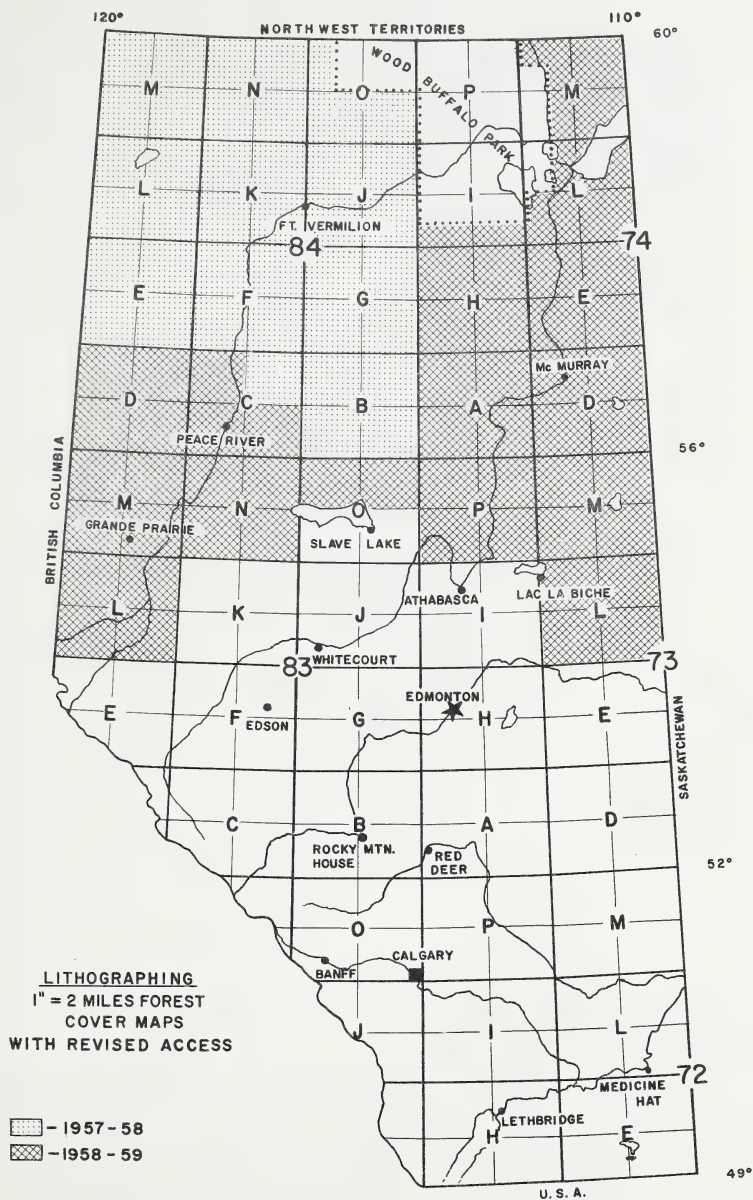 120°
NORTH WEST TERRITORIES
110°
60°
WOOD BUFFALO PARK
M N O P M
L K J I L
FT. VERMILION
84
74
E F G H E
Mc MURRAY
D C B A D
PEACE RIVER
56°
BRITISH COLUMBIA
M N O P M
GRANDE PRAIRIE
SLAVE LAKE
ATHABASCA
LAC LA BICHE
L K J I L
WHITECOURT
83
73
EDMONTON
E F G H E
EDSON
SASKATCHEWAN
C B A D
ROCKY MTN.
HOUSE
RED
DEER
52°
O P M
CALGARY
BANFF
LITHOGRAPHING
1" = 2 MILES FOREST
COVER MAPS
WITH REVISED ACCESS
J I L
72
MEDICINE
HAT
LETHBRIDGE
- 1957 - 58
H E
- 1958 - 59
49°
U. S. A.